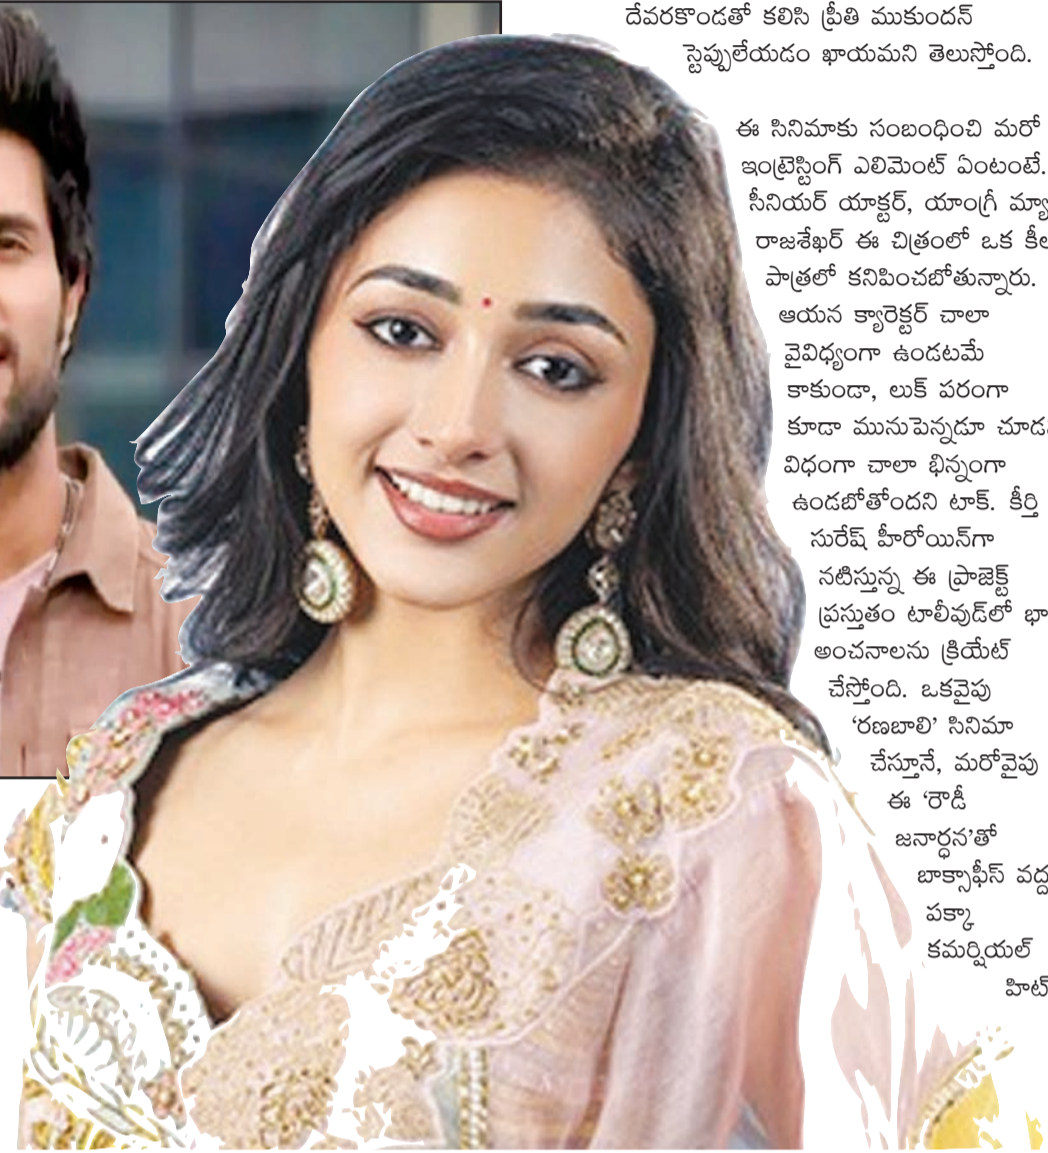 దేవరకొండతో కలిసి ప్రీతి ముకుందన్
స్టెప్పులేయడం ఖాయమని తెలుస్తోంది.
ఈ సినిమాకు సంబంధించి మరో
ఇంట్రెస్టింగ్ ఎలిమెంట్ ఏంటంటే.
సీనియర్ యాక్టర్, యాంగ్రీ
రాజశేఖర్ ఈ చిత్రంలో ఒక
పాత్రలో కనిపించబోతున్నారు.
ఆయన క్యారెక్టర్ చాలా
వైవిధ్యంగా ఉండటమే
కాకుండా, లుక్ పరంగా
కూడా మునుపెన్నడూ
విధంగా చాలా భిన్నంగా
ఉండబోతోందని టాక్. కీర్తి
సురేష్ హీరోయిన్‌గా
నటిస్తున్న ఈ ప్రాజెక్ట్
ప్రస్తుతం టాలీవుడ్‌లో
అంచనాలను క్రియేట్
చేస్తోంది. ఒకవైపు
‘రణబాలి’ సినిమా
చేస్తూనే, మరోవైపు
ఈ ‘రౌడీ
జనార్ధన’తో
బాక్సాఫీస్ వద్ద
పక్కా
కమర్షియల్
హిట్